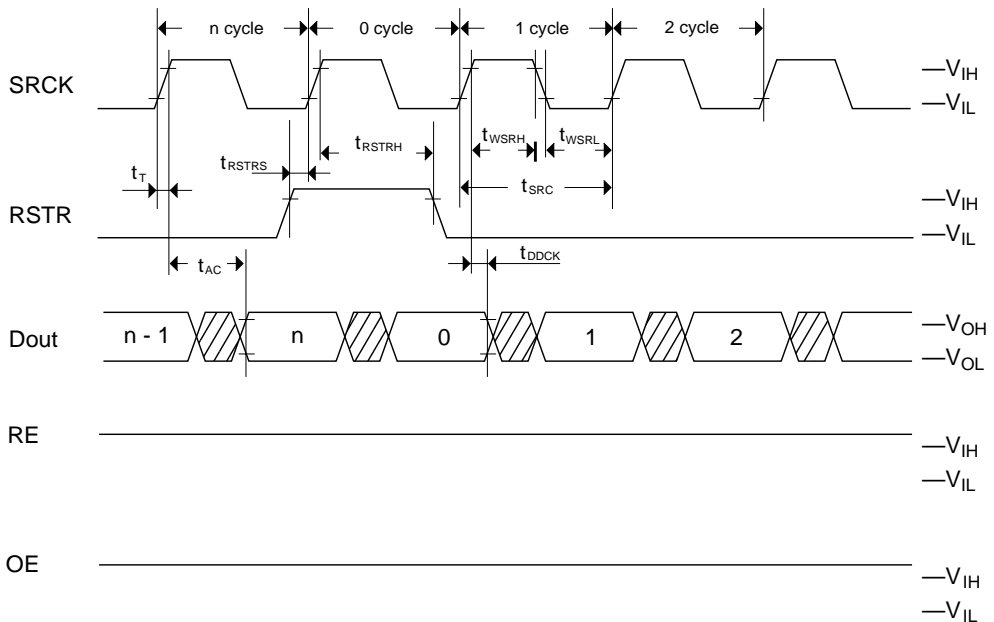 n cycle 0 cycle 1 cycle 2 cycle
SRCK
VIH
VIL
tRSTRH tWSRH tWSRL
tRSTRS
tT
tSRC
RSTR
VIH
VIL
tAC
tDDCK
Dout
n - 1 n 0 1 2
VOH
VOL
RE
VIH
VIL
OE
VIH
VIL